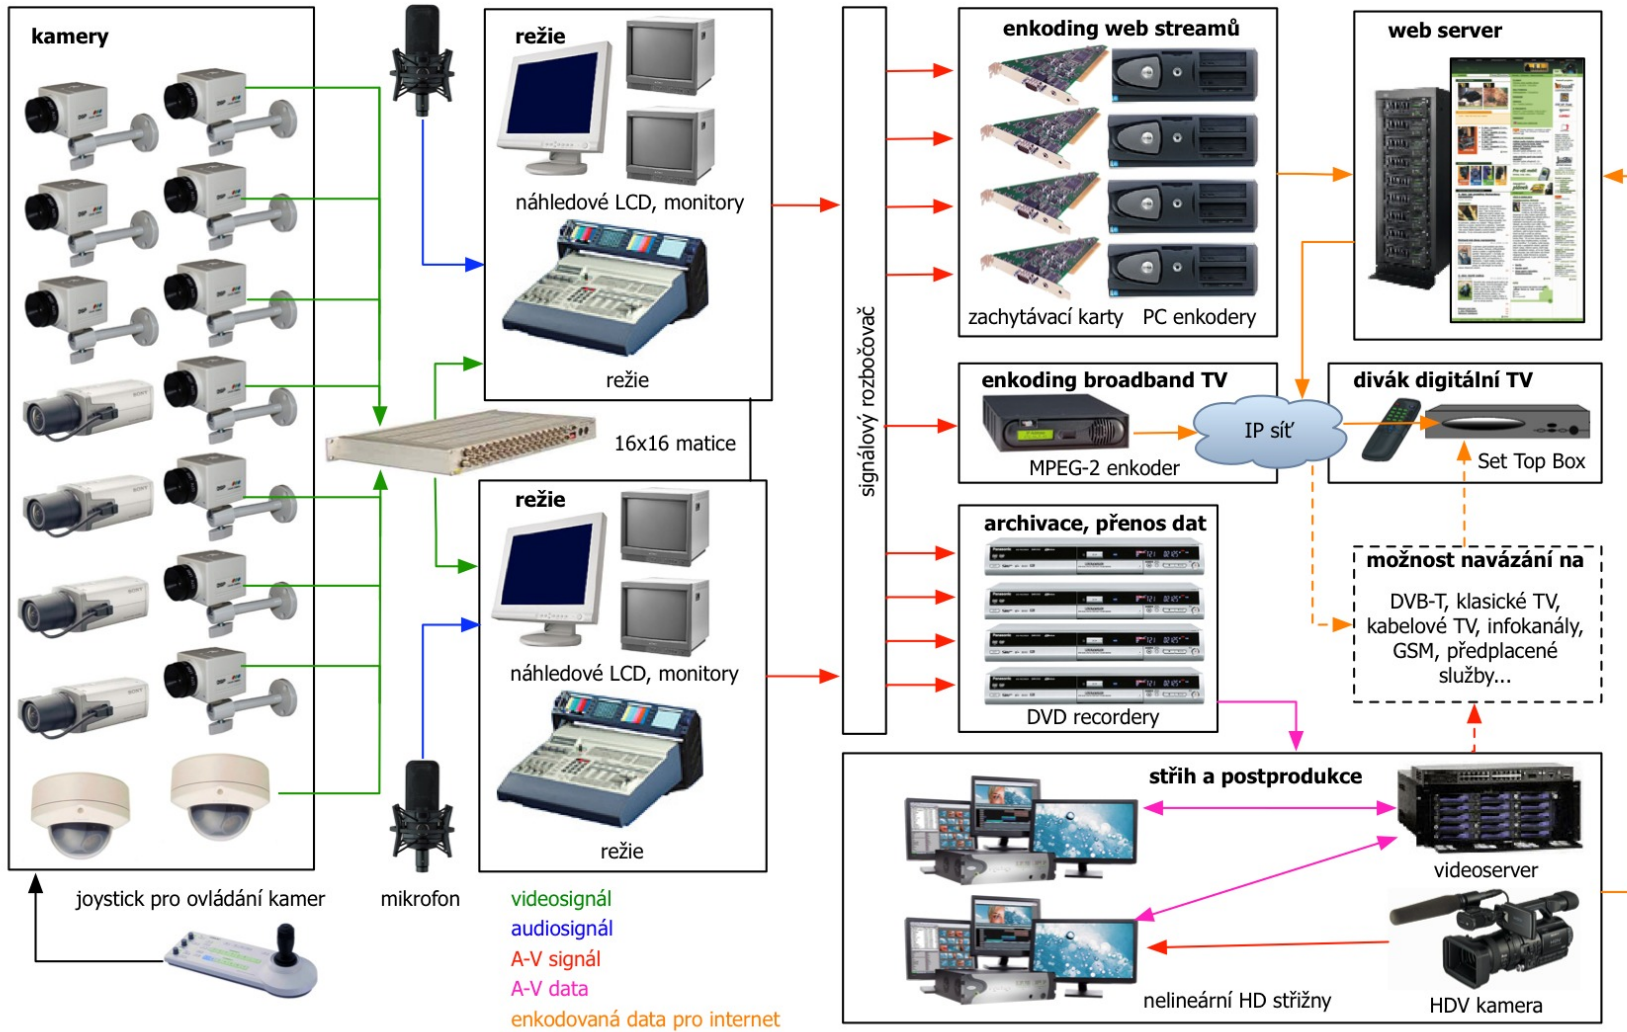 kamery
joystick pro ovládání kamer
mikrofon
režie
náhledové LCD, monitory
režie
16x16 matice
režie
náhledové LCD, monitory
režie
videosignál
audiosignál
A-V signál
A-V data
enkodovaná data pro internet
signálový rozbočovač
enkoding web streamů
zachytávací karty
PC enkodery
web server
enkoding broadband TV
MPEG-2 enkoder
IP síť
divák digitální TV
Set Top Box
archivace, přenos dat
DVD recordery
možnost navázání na
DVB-T, klasické TV,
kabelové TV, infokanály,
GSM, předplacené
služby...
střih a postprodukce
videoserver
nelineární HD střižny
HDV kamera